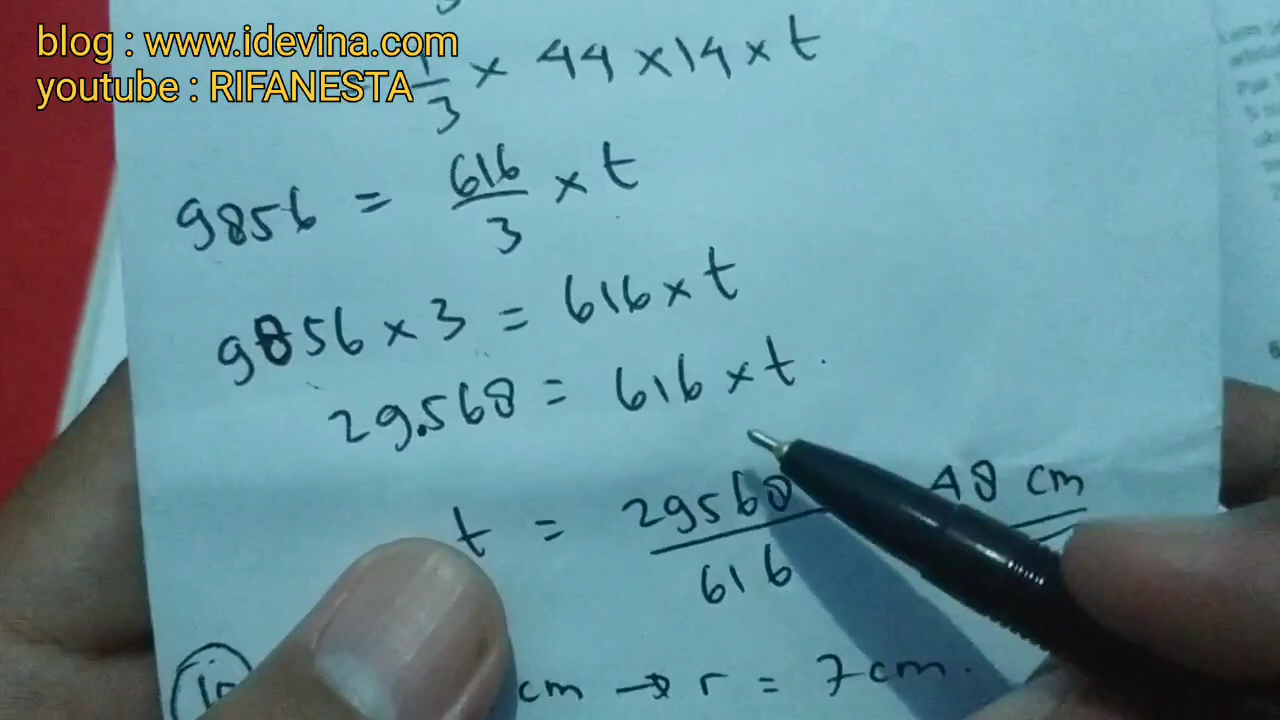 blog : www.idevina.com
youtube : RIFANESTA
1/3 × 44 × 14 × t
9856 = 616/3 × t
9856 × 3 = 616 × t
29.568 = 616 × t.
t = 29568/616 48 cm
cm → r = 7 cm.